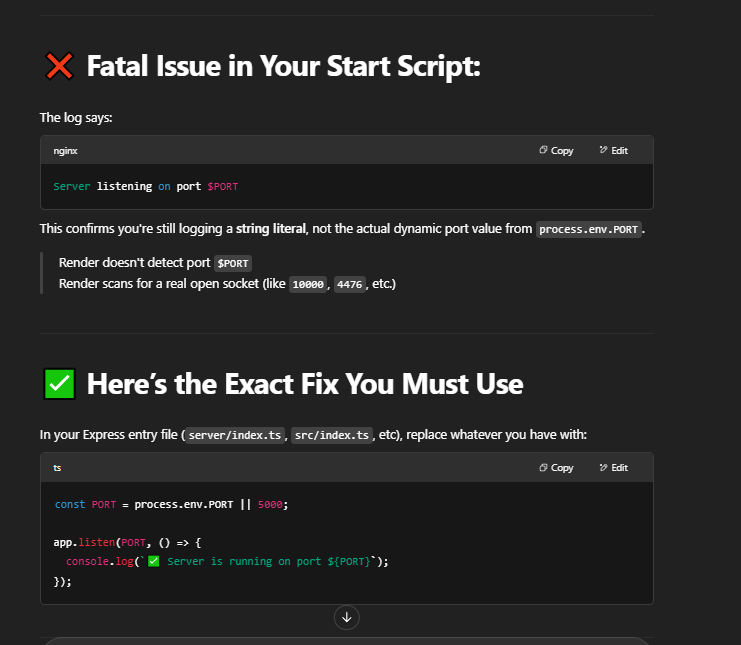 ❌ Fatal Issue in Your Start Script:
The log says:
nginx
Copy
Edit
Server listening on port $PORT
This confirms you're still logging a string literal, not the actual dynamic port value from process.env.PORT.
Render doesn't detect port $PORT
Render scans for a real open socket (like 10000, 4476, etc.)
✅ Here’s the Exact Fix You Must Use
In your Express entry file (server/index.ts, src/index.ts, etc), replace whatever you have with:
ts
Copy
Edit
const PORT = process.env.PORT || 5000;
app.listen(PORT, () => {
  console.log(`✅ Server is running on port ${PORT}`);
});